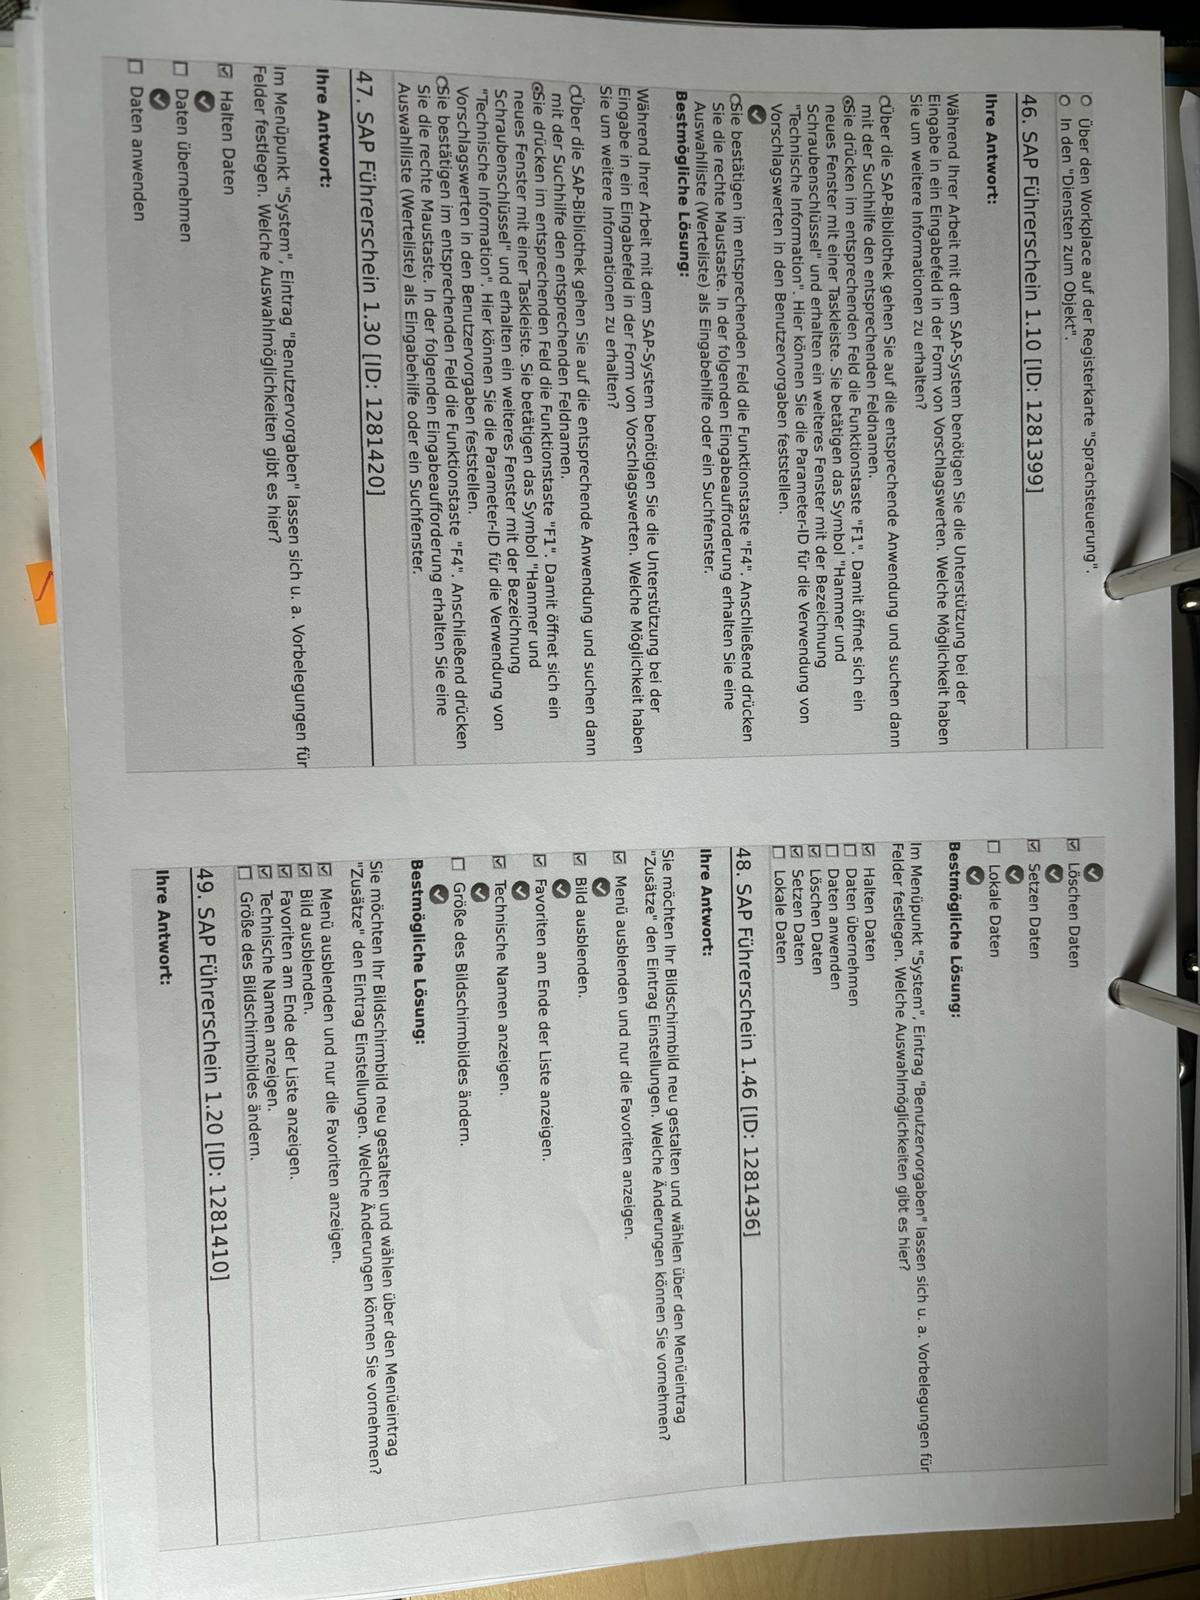 Über den Workplace auf der Registerkarte "Sprachsteuerung".
In den "Diensten zum Objekt".
46. SAP Führerschein 1.10 [ID: 1281399]
Ihre Antwort:
Während Ihrer Arbeit mit dem SAP-System benötigen Sie die Unterstützung bei der
Eingabe in ein Eingabefeld in der Form von Vorschlagswerten. Welche Möglichkeit haben
Sie um weitere Informationen zu erhalten?
Über die SAP-Bibliothek gehen Sie auf die entsprechende Anwendung und suchen dann
mit der Suchhilfe den entsprechenden Feldnamen.
Sie drücken im entsprechenden Feld die Funktionstaste "F1". Damit öffnet sich ein
neues Fenster mit einer Taskleiste. Sie betätigen das Symbol "Hammer und
Schraubenschlüssel" und erhalten ein weiteres Fenster mit der Bezeichnung
"Technische Information". Hier können Sie die Parameter-ID für die Verwendung von
Vorschlagswerten in den Benutzervorgaben feststellen.
Sie bestätigen im entsprechenden Feld die Funktionstaste "F4". Anschließend drücken
Sie die rechte Maustaste. In der folgenden Eingabeaufforderung erhalten Sie eine
Auswahlliste (Werteliste) als Eingabehilfe oder ein Suchfenster.
Bestmögliche Lösung:
Während Ihrer Arbeit mit dem SAP-System benötigen Sie die Unterstützung bei der
Eingabe in ein Eingabefeld in der Form von Vorschlagswerten. Welche Möglichkeit haben
Sie um weitere Informationen zu erhalten?
Über die SAP-Bibliothek gehen Sie auf die entsprechende Anwendung und suchen dann
mit der Suchhilfe den entsprechenden Feldnamen.
Sie drücken im entsprechenden Feld die Funktionstaste "F1". Damit öffnet sich ein
neues Fenster mit einer Taskleiste. Sie betätigen das Symbol "Hammer und
Schraubenschlüssel" und erhalten ein weiteres Fenster mit der Bezeichnung
"Technische Information". Hier können Sie die Parameter-ID für die Verwendung von
Vorschlagswerten in den Benutzervorgaben feststellen.
Sie bestätigen im entsprechenden Feld die Funktionstaste "F4". Anschließend drücken
Sie die rechte Maustaste. In der folgenden Eingabeaufforderung erhalten Sie eine
Auswahlliste (Werteliste) als Eingabehilfe oder ein Suchfenster.
47. SAP Führerschein 1.30 [ID: 1281420]
Ihre Antwort:
Im Menüpunkt "System", Eintrag "Benutzervorgaben" lassen sich u. a. Vorbelegungen für
Felder festlegen. Welche Auswahlmöglichkeiten gibt es hier?
Halten Daten
Daten übernehmen
Daten anwenden
Löschen Daten
Setzen Daten
Lokale Daten
Bestmögliche Lösung:
Im Menüpunkt "System", Eintrag "Benutzervorgaben" lassen sich u. a. Vorbelegungen für
Felder festlegen. Welche Auswahlmöglichkeiten gibt es hier?
Halten Daten
Daten übernehmen
Daten anwenden
Löschen Daten
Setzen Daten
Lokale Daten
48. SAP Führerschein 1.46 [ID: 1281436]
Ihre Antwort:
Sie möchten Ihr Bildschirmbild neu gestalten und wählen über den Menüeintrag
"Zusätze" den Eintrag Einstellungen. Welche Änderungen können Sie vornehmen?
Menü ausblenden und nur die Favoriten anzeigen.
Bild ausblenden.
Favoriten am Ende der Liste anzeigen.
Technische Namen anzeigen.
Größe des Bildschirmbildes ändern.
Bestmögliche Lösung:
Sie möchten Ihr Bildschirmbild neu gestalten und wählen über den Menüeintrag
"Zusätze" den Eintrag Einstellungen. Welche Änderungen können Sie vornehmen?
Menü ausblenden und nur die Favoriten anzeigen.
Bild ausblenden.
Favoriten am Ende der Liste anzeigen.
Technische Namen anzeigen.
Größe des Bildschirmbildes ändern.
49. SAP Führerschein 1.20 [ID: 1281410]
Ihre Antwort: